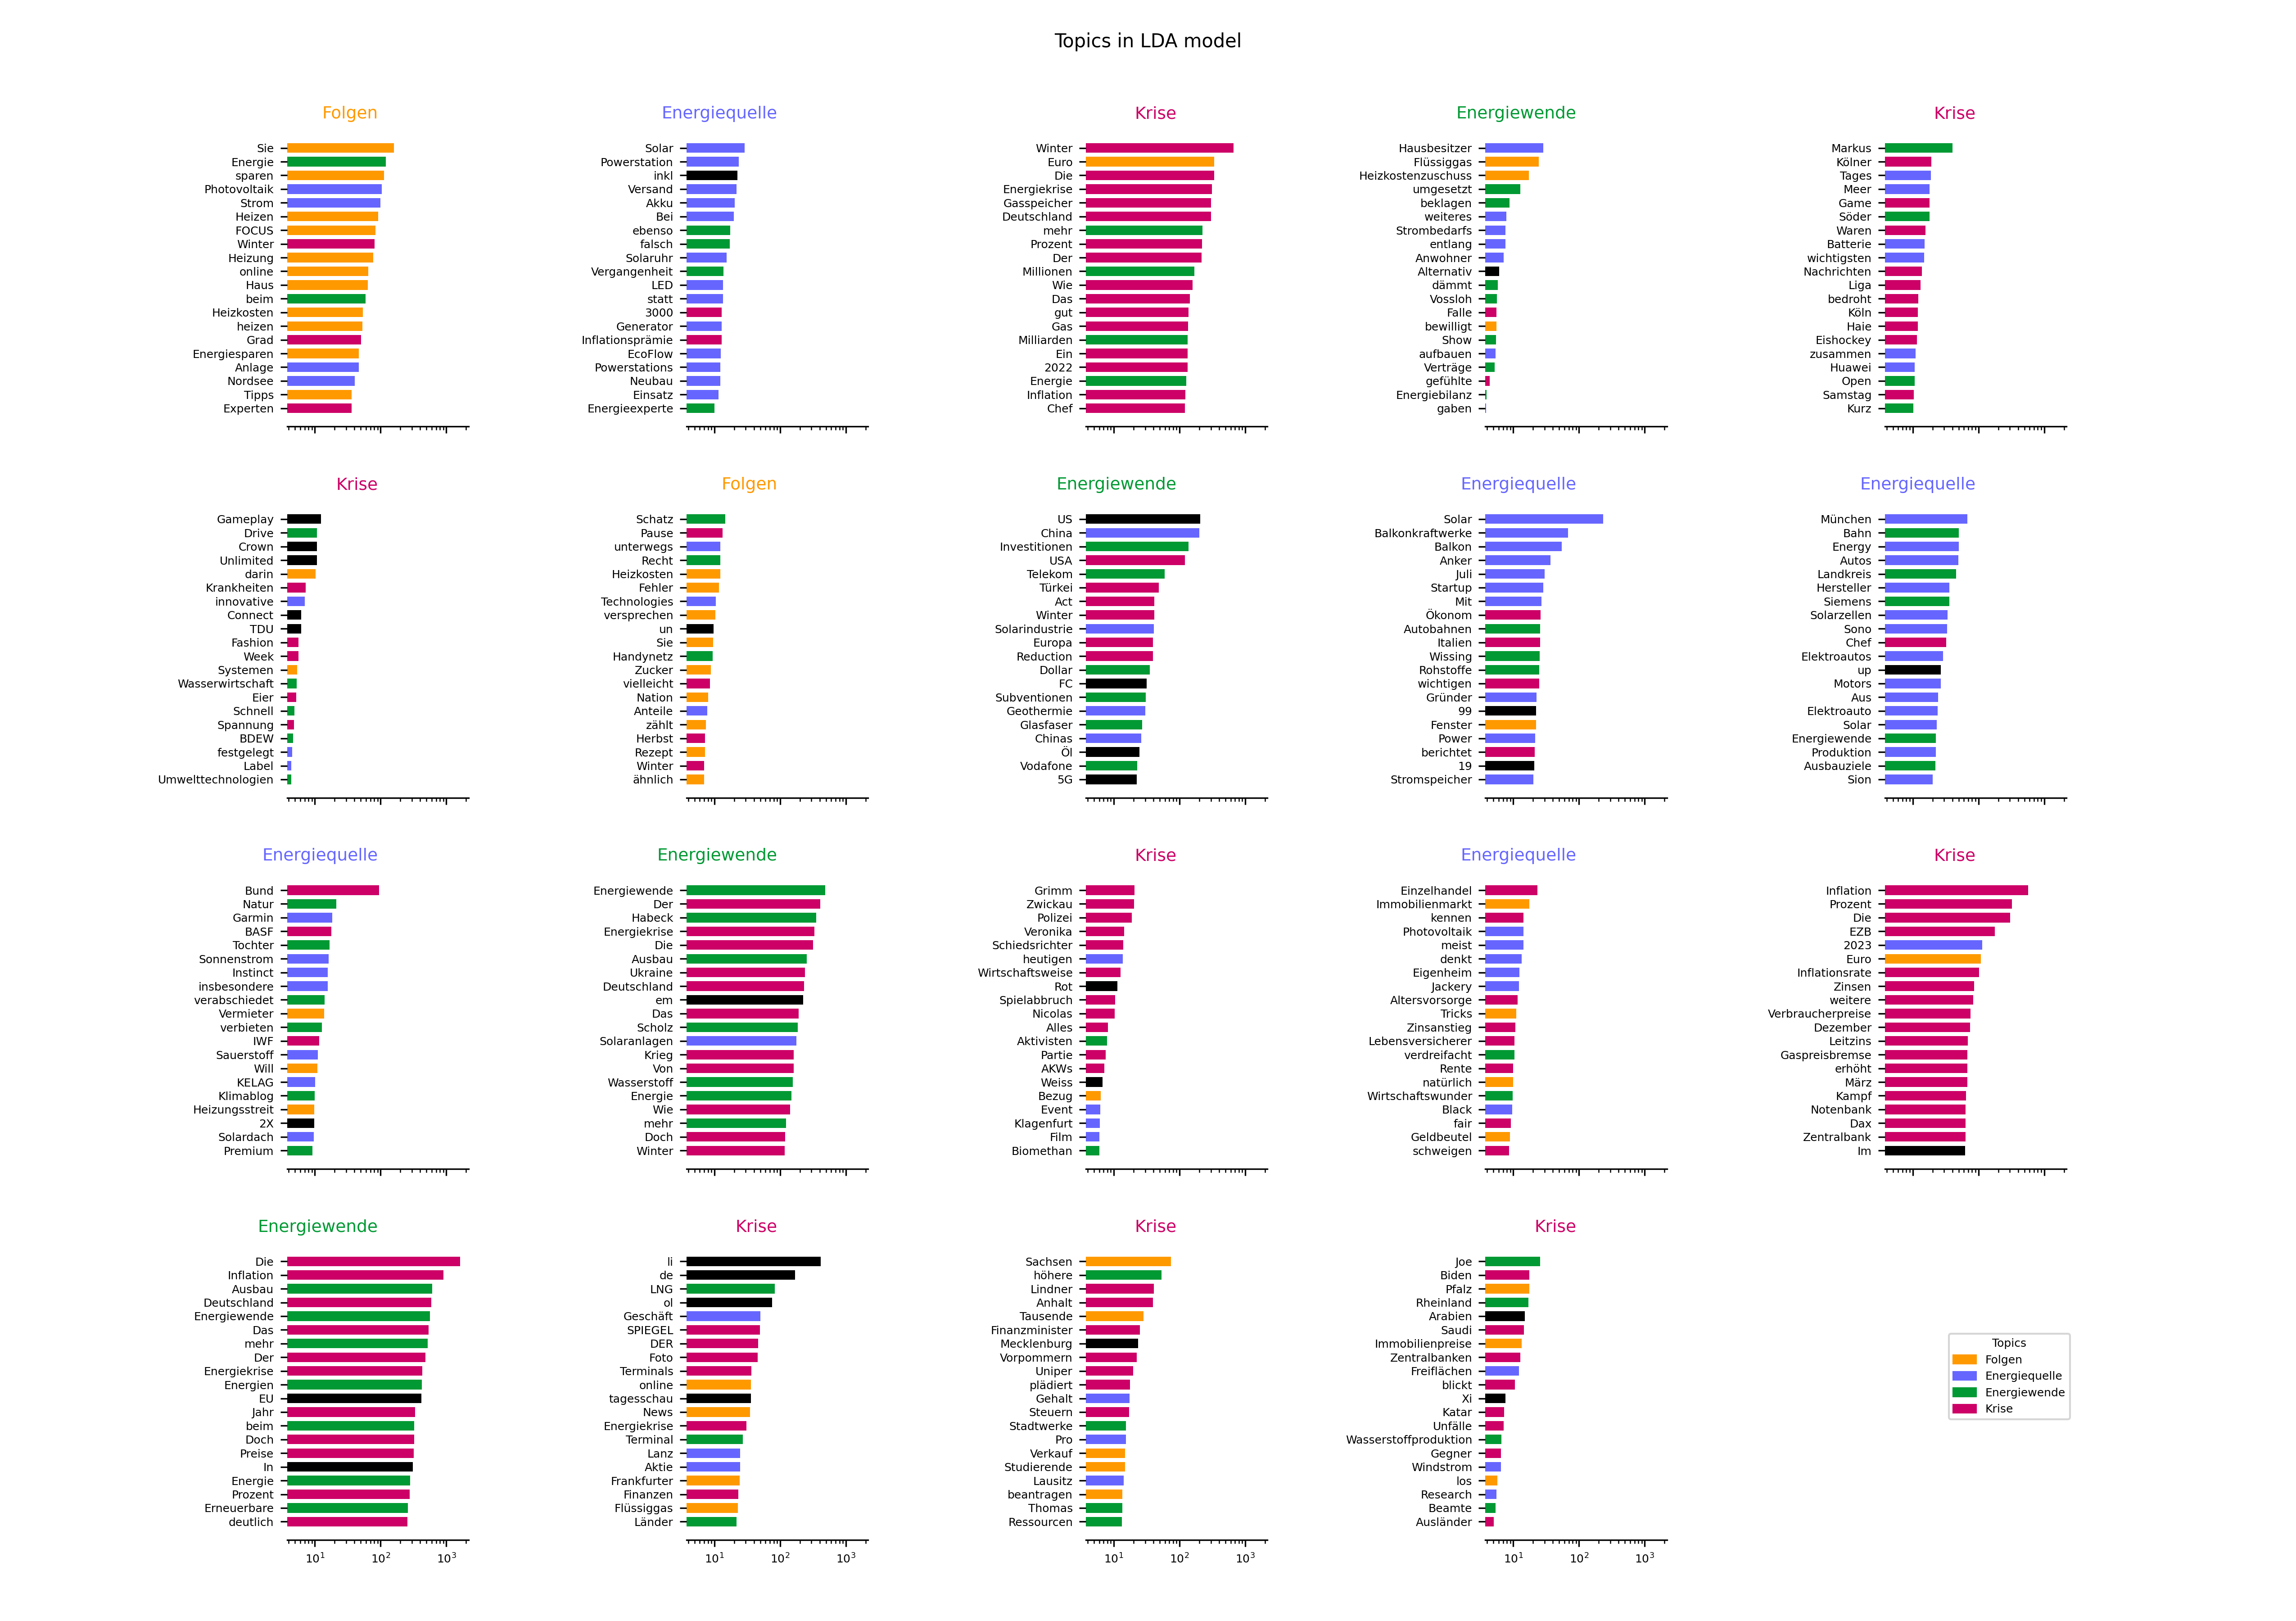 Topics in LDA model
Folgen
Sie
Energie
sparen
Photovoltaik
Strom
Heizen
FOCUS
Winter
Heizung
online
Haus
beim
Heizkosten
heizen
Grad
Energiesparen
Anlage
Nordsee
Tipps
Experten
Energiequelle
Solar
Powerstation
inkl
Versand
Akku
Bei
ebenso
falsch
Solaruhr
Vergangenheit
LED
statt
3000
Generator
Inflationsprämie
EcoFlow
Powerstations
Neubau
Einsatz
Energieexperte
Krise
Winter
Euro
Die
Energiekrise
Gasspeicher
Deutschland
mehr
Prozent
Der
Millionen
Wie
Das
gut
Gas
Milliarden
Ein
2022
Energie
Inflation
Chef
Energiewende
Hausbesitzer
Flüssiggas
Heizkostenzuschuss
umgesetzt
beklagen
weiteres
Strombedarfs
entlang
Anwohner
Alternativ
dämmt
Vossloh
Falle
bewilligt
Show
aufbauen
Verträge
gefühlte
Energiebilanz
gaben
Krise
Markus
Kölner
Tages
Meer
Game
Söder
Waren
Batterie
wichtigsten
Nachrichten
Liga
bedroht
Köln
Haie
Eishockey
zusammen
Huawei
Open
Samstag
Kurz
Krise
Gameplay
Drive
Crown
Unlimited
darin
Krankheiten
innovative
Connect
TDU
Fashion
Week
Systemen
Wasserwirtschaft
Eier
Schnell
Spannung
BDEW
festgelegt
Label
Umwelttechnologien
Folgen
Schatz
Pause
unterwegs
Recht
Heizkosten
Fehler
Technologies
versprechen
un
Sie
Handynetz
Zucker
vielleicht
Nation
Anteile
zählt
Herbst
Rezept
Winter
ähnlich
Energiewende
US
China
Investitionen
USA
Telekom
Türkei
Act
Winter
Solarindustrie
Europa
Reduction
Dollar
FC
Subventionen
Geothermie
Glasfaser
Chinas
Öl
Vodafone
5G
Energiequelle
Solar
Balkonkraftwerke
Balkon
Anker
Juli
Startup
Mit
Ökonom
Autobahnen
Italien
Wissing
Rohstoffe
wichtigen
Gründer
99
Fenster
Power
berichtet
19
Stromspeicher
Energiequelle
München
Bahn
Energy
Autos
Landkreis
Hersteller
Siemens
Solarzellen
Sono
Chef
Elektroautos
up
Motors
Aus
Elektroauto
Solar
Energiewende
Produktion
Ausbauziele
Sion
Energiequelle
Bund
Natur
Garmin
BASF
Tochter
Sonnenstrom
Instinct
insbesondere
verabschiedet
Vermieter
verbieten
IWF
Sauerstoff
Will
KELAG
Klimablog
Heizungsstreit
2X
Solardach
Premium
Energiewende
Energiewende
Der
Habeck
Energiekrise
Die
Ausbau
Ukraine
Deutschland
em
Das
Scholz
Solaranlagen
Krieg
Von
Wasserstoff
Energie
Wie
mehr
Doch
Winter
Krise
Grimm
Zwickau
Polizei
Veronika
Schiedsrichter
heutigen
Wirtschaftsweise
Rot
Spielabbruch
Nicolas
Alles
Aktivisten
Partie
AKWs
Weiss
Bezug
Event
Klagenfurt
Film
Biomethan
Energiequelle
Einzelhandel
Immobilienmarkt
kennen
Photovoltaik
meist
denkt
Eigenheim
Jackery
Altersvorsorge
Tricks
Zinsanstieg
Lebensversicherer
verdreifacht
Rente
natürlich
Wirtschaftswunder
Black
fair
Geldbeutel
schweigen
Krise
Inflation
Prozent
Die
EZB
2023
Euro
Inflationsrate
Zinsen
weitere
Verbraucherpreise
Dezember
Leitzins
Gaspreisbremse
erhöht
März
Kampf
Notenbank
Dax
Zentralbank
Im
Energiewende
Die
Inflation
Ausbau
Deutschland
Energiewende
Das
mehr
Der
Energiekrise
Energien
EU
Jahr
beim
Doch
Preise
In
Energie
Prozent
Erneuerbare
deutlich
10¹ 10² 10³
Krise
li
de
LNG
ol
Geschäft
SPIEGEL
DER
Foto
Terminals
online
tagesschau
News
Energiekrise
Terminal
Lanz
Aktie
Frankfurter
Finanzen
Flüssiggas
Länder
10¹ 10² 10³
Krise
Sachsen
höhere
Lindner
Anhalt
Tausende
Finanzminister
Mecklenburg
Vorpommern
Uniper
plädiert
Gehalt
Steuern
Stadtwerke
Pro
Verkauf
Studierende
Lausitz
beantragen
Thomas
Ressourcen
10¹ 10² 10³
Krise
Joe
Biden
Pfalz
Rheinland
Arabien
Saudi
Immobilienpreise
Zentralbanken
Freiflächen
blickt
Xi
Katar
Unfälle
Wasserstoffproduktion
Gegner
Windstrom
los
Research
Beamte
Ausländer
10¹ 10² 10³
Topics
Folgen
Energiequelle
Energiewende
Krise